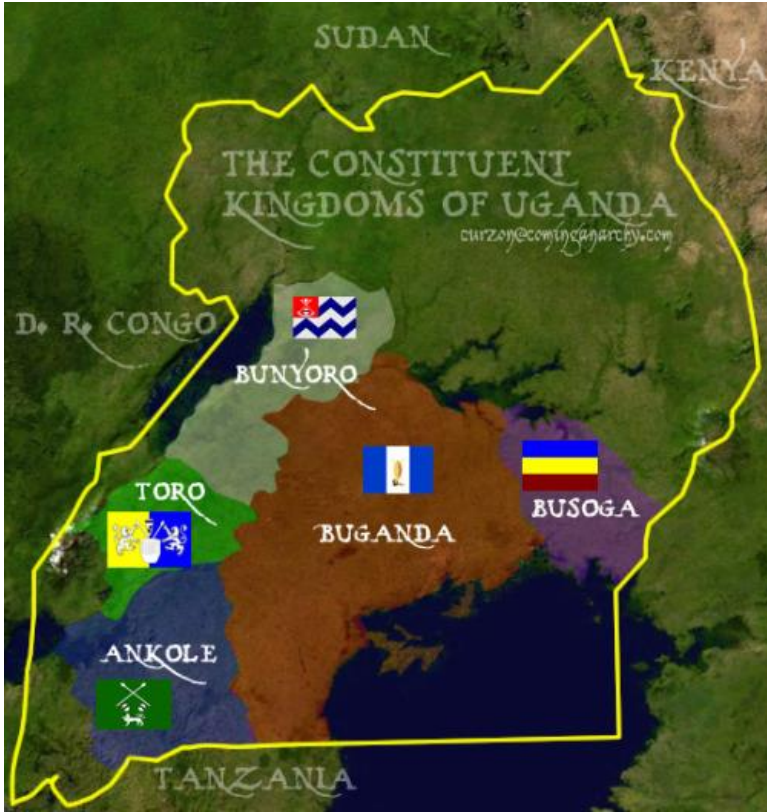 SUDAN
KENYA
THE CONSTITUENT
KINGDOMS OF UGANDA
curzon@cominganarchy.com
D. R. CONGO
BUNYORO
TORO
BUSOGA
BUGANDA
ANKOLE
TANZANIA